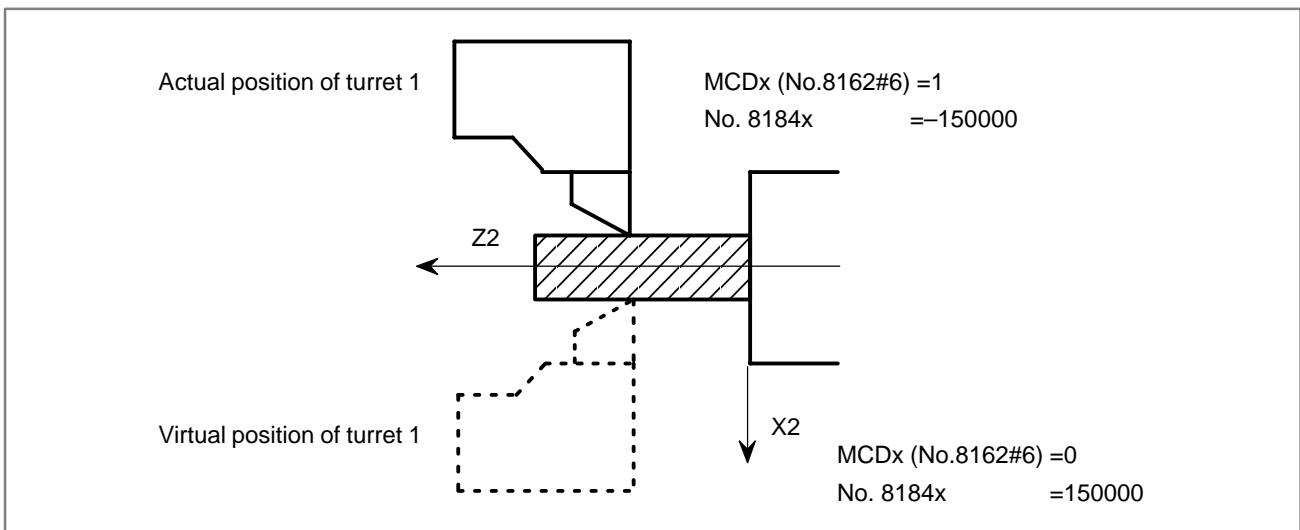 Actual position of turret 1
MCDx (No.8162#6) =1
No. 8184x =–150000
Z2
Virtual position of turret 1
X2
MCDx (No.8162#6) =0
No. 8184x =150000